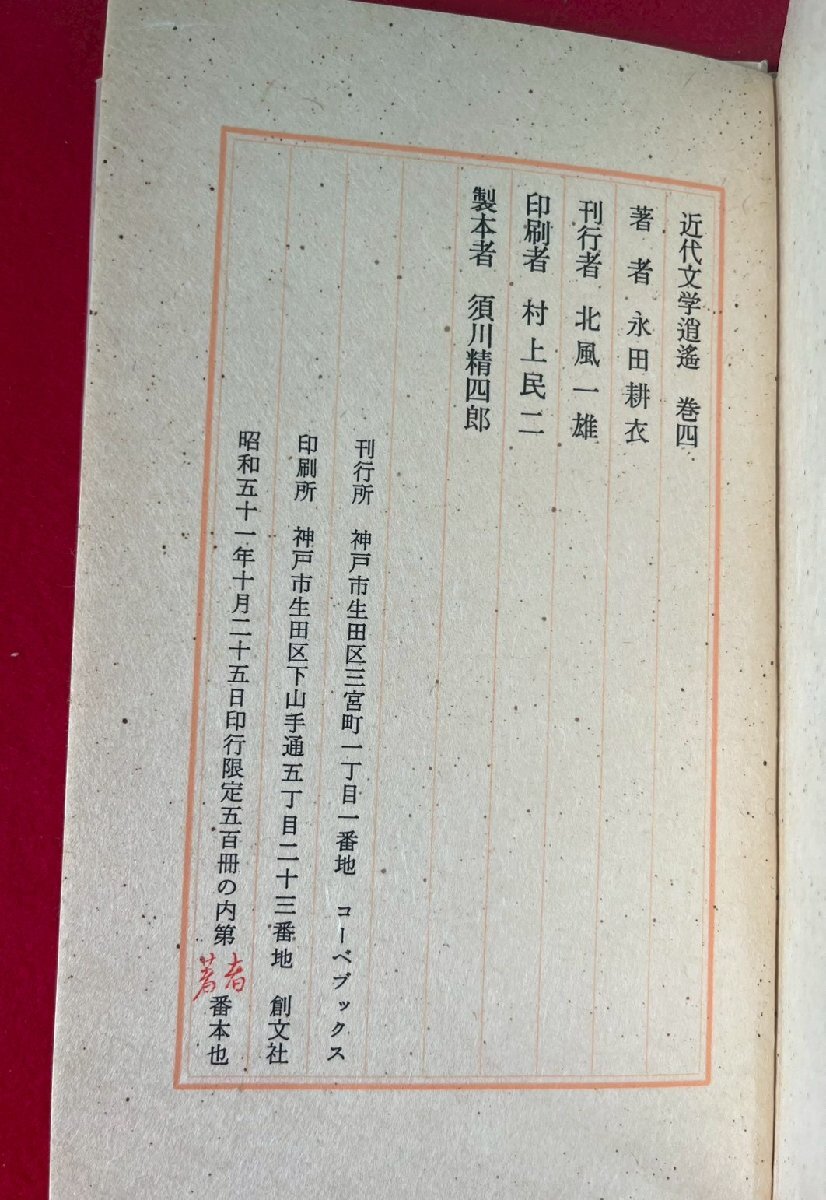 近代文学逍遙　巻四
著　者　永田耕衣
刊行者　北風一雄
印刷者　村上民二
製本者　須川精四郎
刊行所　神戸市生田区三宮町一丁目一番地　コーベブックス
印刷所　神戸市生田区下山手通五丁目二十三番地　創文社
昭和五十一年十月二十五日印行限定五百冊の内第著者番本也